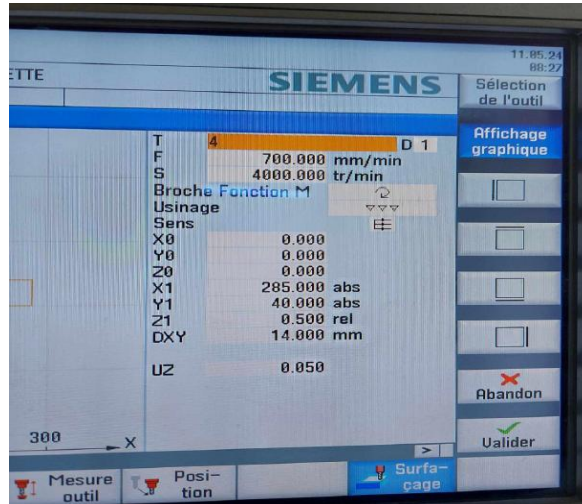 11.05.24
08:27
ETTE
SIEMENS
Sélection
de l'outil
Affichage
graphique
T 4 D 1
F 700.000 mm/min
S 4000.000 tr/min
Broche Fonction M
Usinage ▽▽▽
Sens
X0 0.000
Y0 0.000
Z0 0.000
X1 285.000 abs
Y1 40.000 abs
Z1 0.500 rel
DXY 14.000 mm
UZ 0.050
Abandon
300 X
Valider
>
Mesure
outil
Posi-
tion
Surfa-
çage